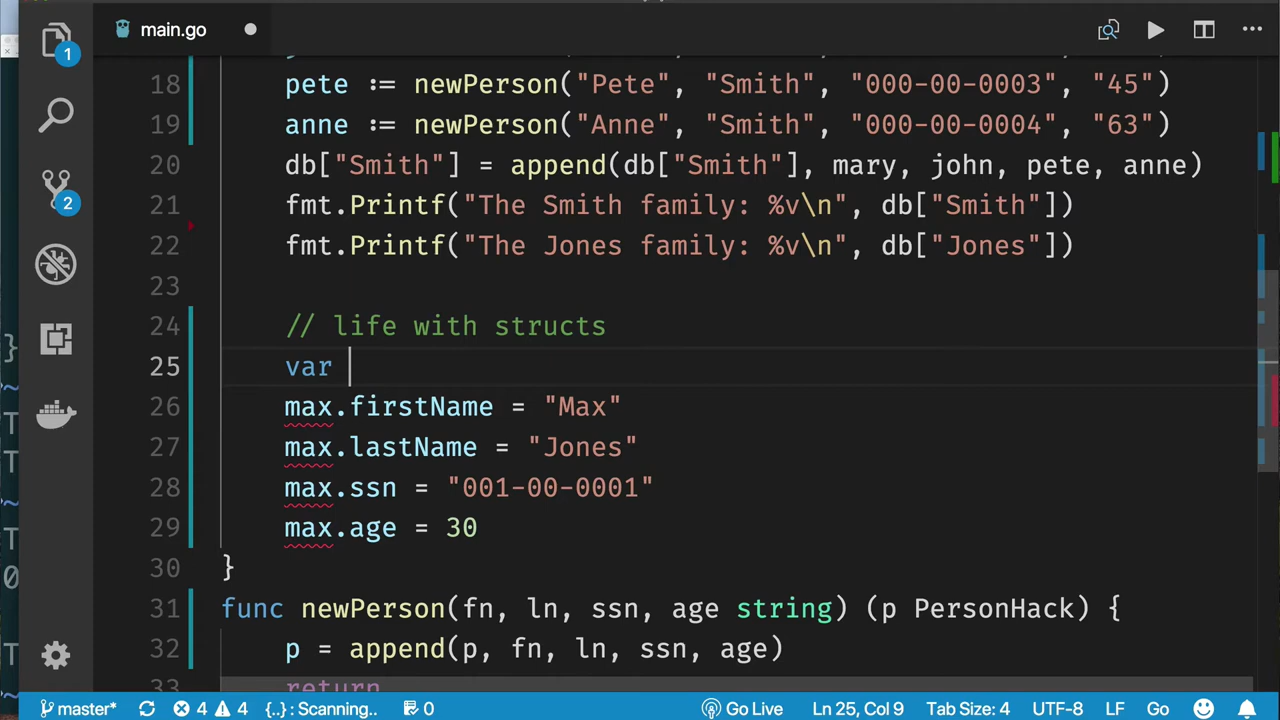 1
main.go
18 pete := newPerson("Pete", "Smith", "000-00-0003", "45")
19 anne := newPerson("Anne", "Smith", "000-00-0004", "63")
20 db["Smith"] = append(db["Smith"], mary, john, pete, anne)
21 fmt.Printf("The Smith family: %v\n", db["Smith"])
22 fmt.Printf("The Jones family: %v\n", db["Jones"])
23
24 // life with structs
25 var
26 max.firstName = "Max"
27 max.lastName = "Jones"
28 max.ssn = "001-00-0001"
29 max.age = 30
30 }
31 func newPerson(fn, ln, ssn, age string) (p PersonHack) {
32 p = append(p, fn, ln, ssn, age)
33 return
2
master* 4 4 {..} : Scanning.. 0 Go Live Ln 25, Col 9 Tab Size: 4 UTF-8 LF Go